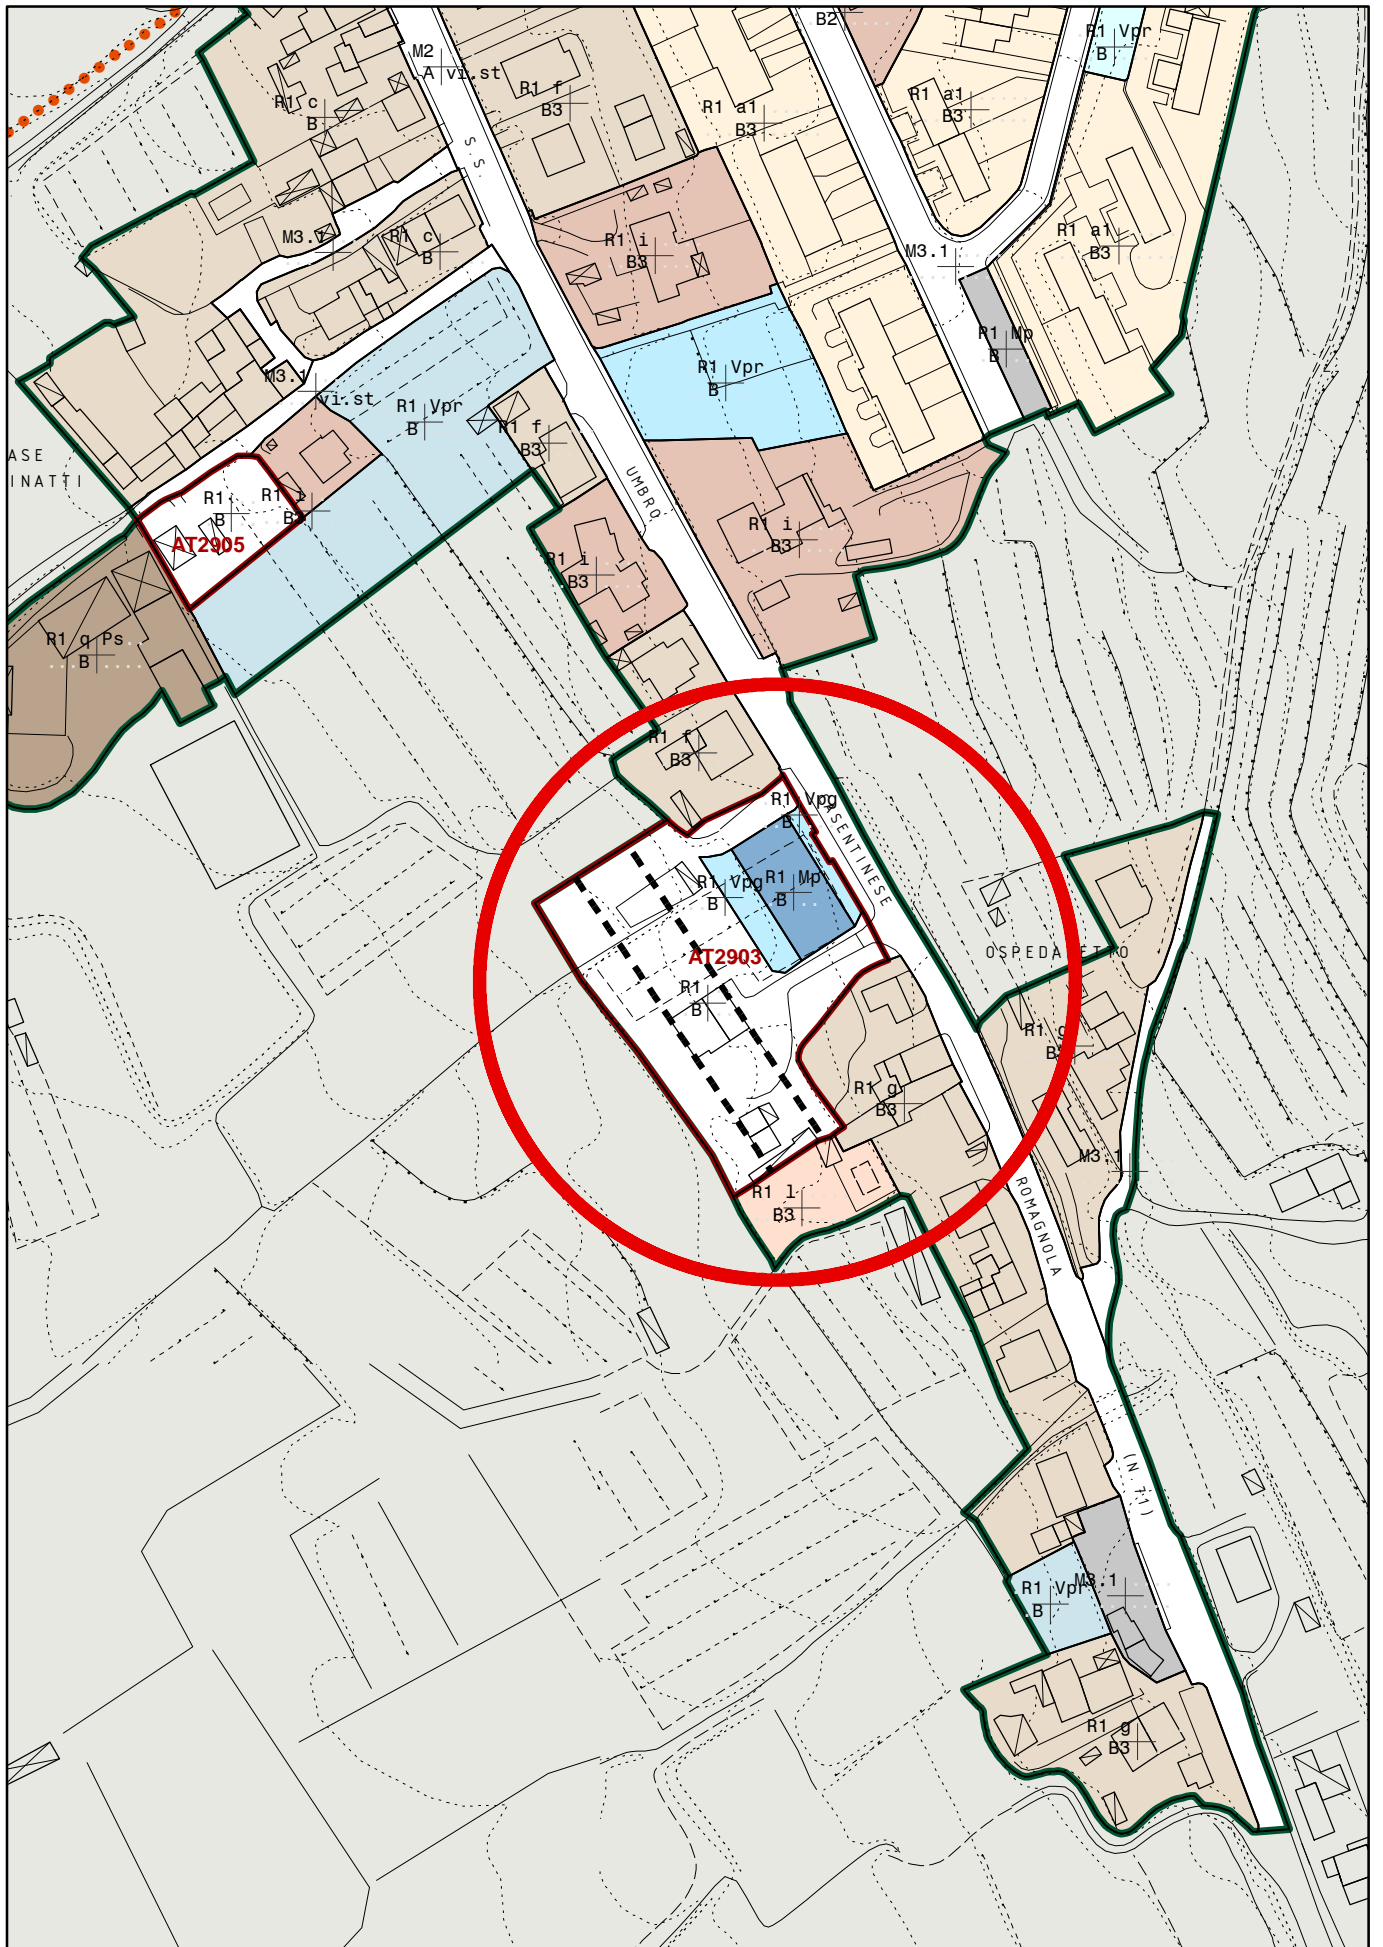 B2
R1 Vpr
B
M2
A vi.st
R1 c
B
R1 f
B3
R1 a1
B3
R1 a1
B3
S.S.
M3.1
R1 c
B
R1 i
B3
M3.1
R1 a1
B3
R1 Mp
B
R1 Vpr
B
M3.1
vi.st
R1 Vpr
B
R1 f
B3
ASE
INATTI
R1
B
R1 i
B3
AT2905
UMBRO
R1 i
B3
R1 i
B3
R1 q Ps
B
R1 f
B3
R1 Vpg
B
ASENTINESE
R1 Vpg
B
R1 Mp
B
AT2903
OSPEDALETTO
R1
B
R1 g
B3
R1 g
B3
M3.1
R1 l
B3
ROMAGNOLA
(N 71)
M3.1
R1 Vpr
B
R1 g
B3